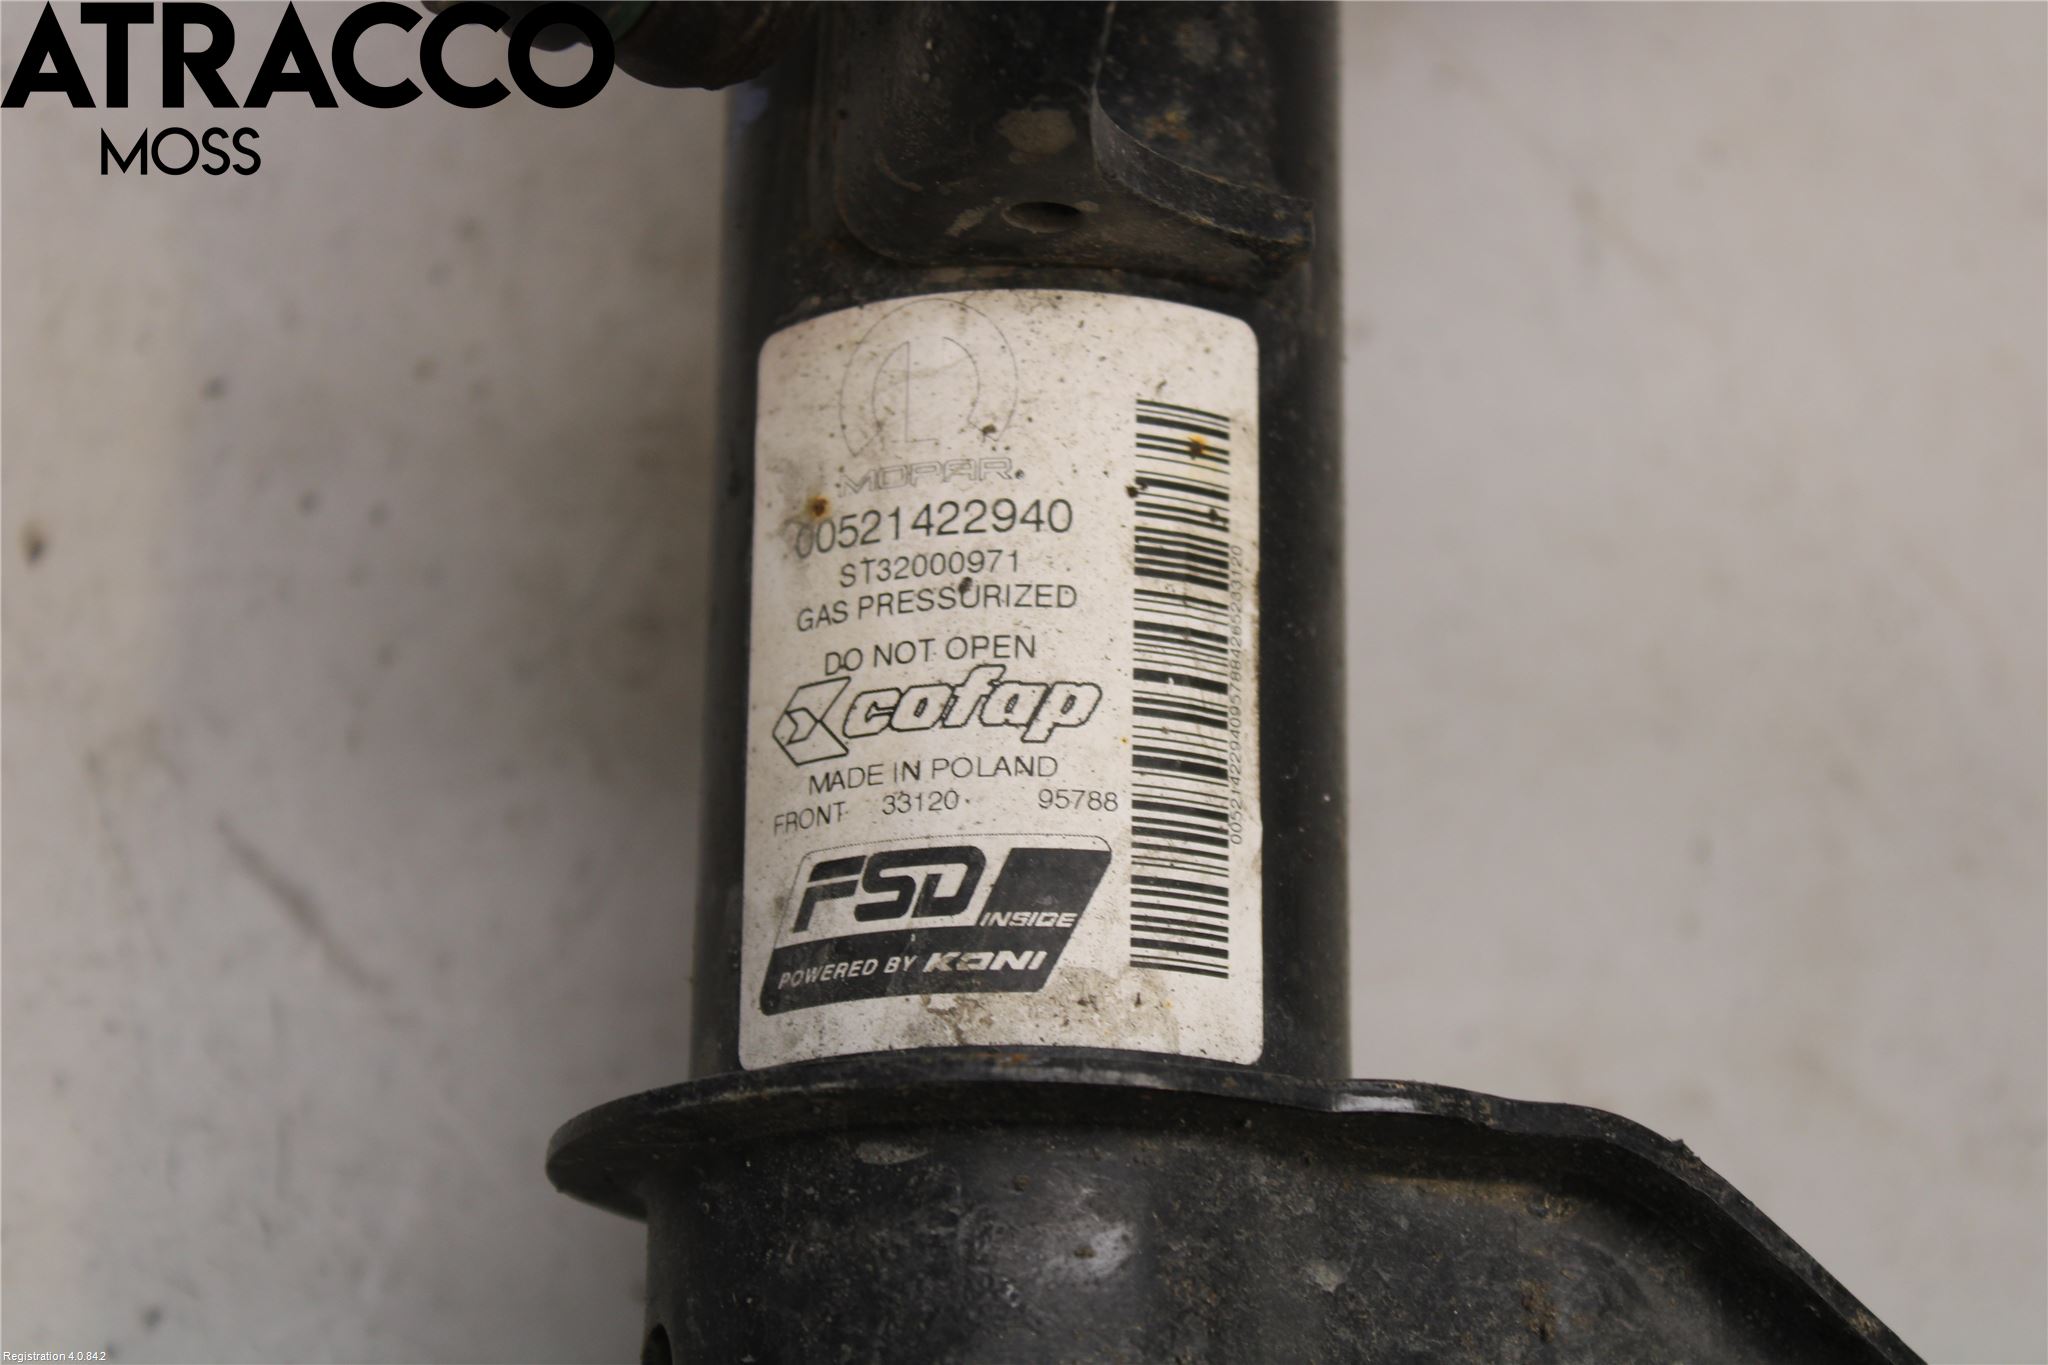 ATRACCO
MOSS
MOPAR
00521422940
ST32000971
GAS PRESSURIZED
DO NOT OPEN
cofap
MADE IN POLAND
FRONT 33120 95788
FSD INSIDE
POWERED BY KONI
Registration 4.0.842